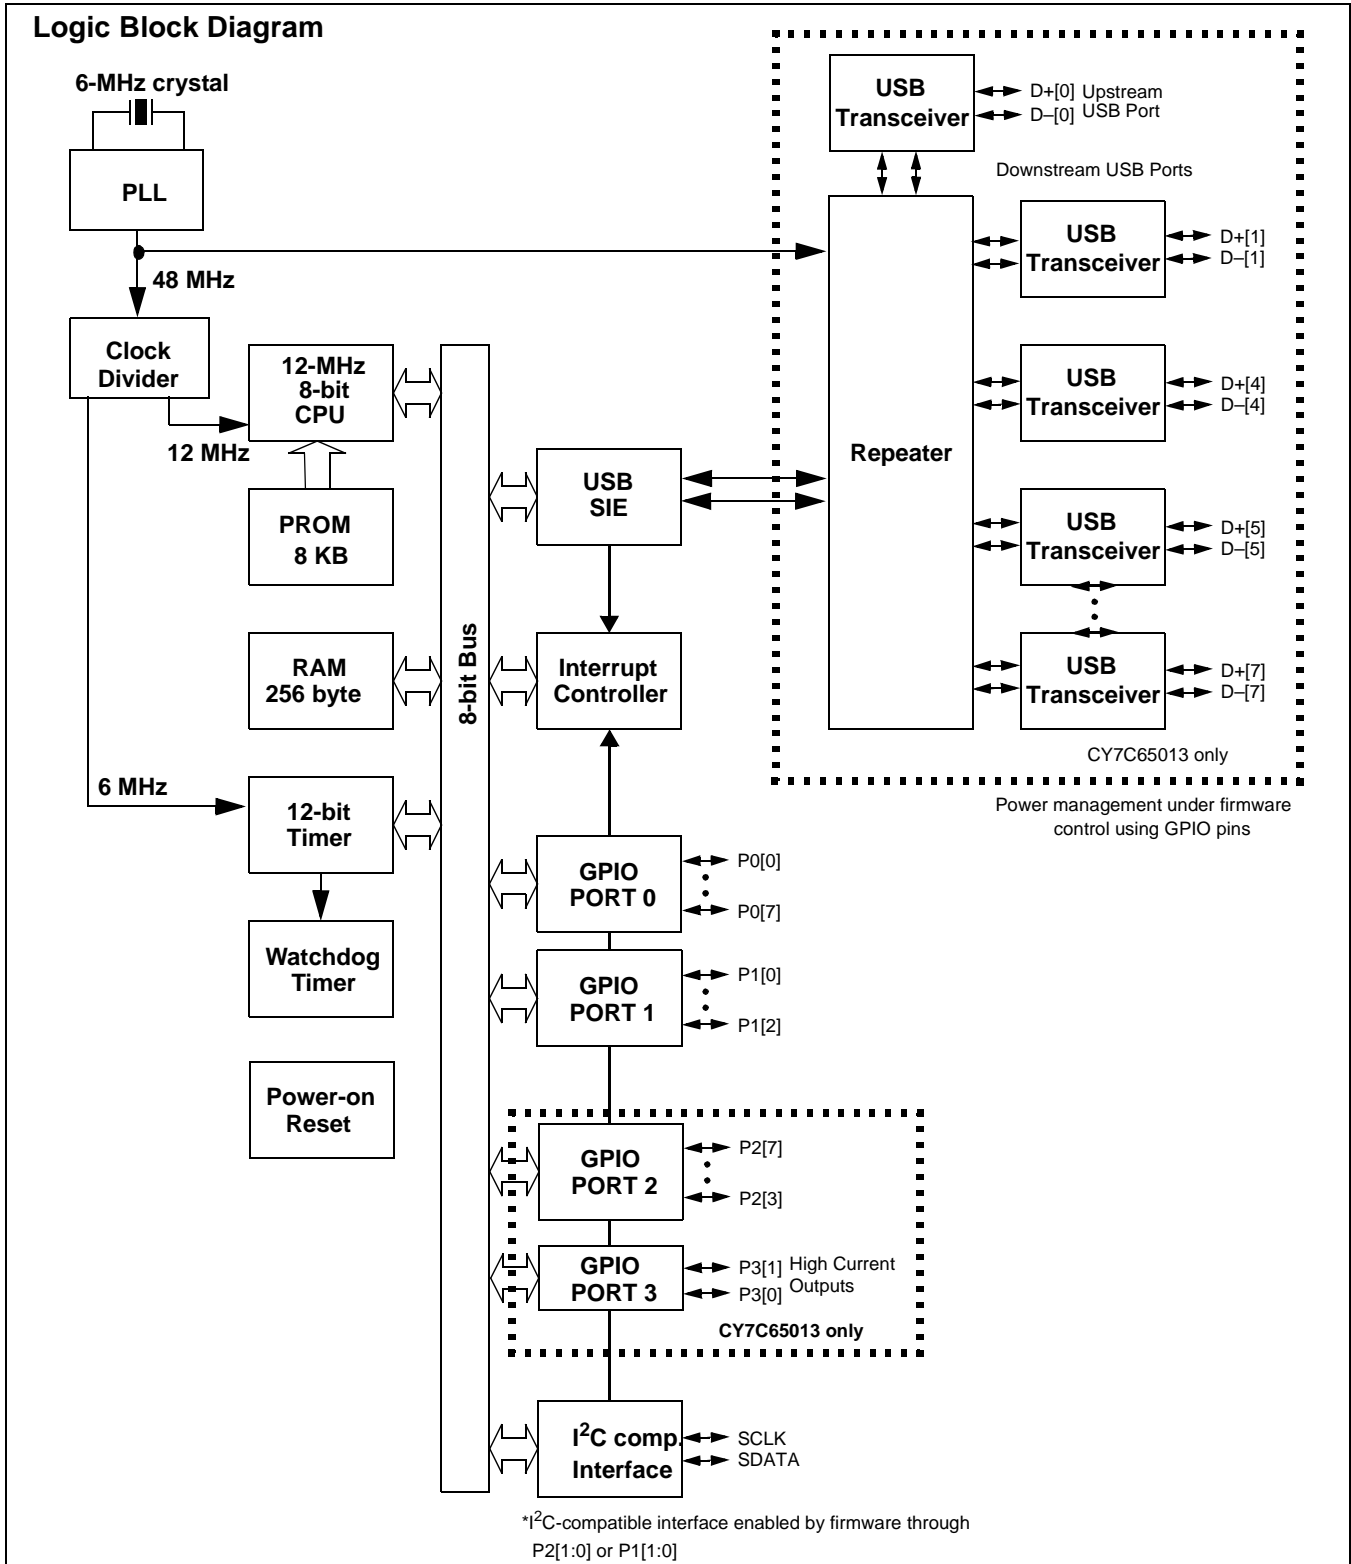 Logic Block Diagram
6-MHz crystal
PLL
48 MHz
Clock
Divider
12-MHz
8-bit
CPU
12 MHz
PROM
8 KB
RAM
256 byte
6 MHz
12-bit
Timer
Watchdog
Timer
Power-on
Reset
8-bit Bus
USB
SIE
Interrupt
Controller
GPIO
PORT 0
P0[0]
P0[7]
GPIO
PORT 1
P1[0]
P1[2]
GPIO
PORT 2
P2[7]
P2[3]
GPIO
PORT 3
P3[1] High Current
P3[0] Outputs
CY7C65013 only
I²C comp.
Interface
SCLK
SDATA
*I²C-compatible interface enabled by firmware through
P2[1:0] or P1[1:0]
USB
Transceiver
D+[0] Upstream
D–[0] USB Port
Downstream USB Ports
Repeater
USB
Transceiver
D+[1]
D–[1]
USB
Transceiver
D+[4]
D–[4]
USB
Transceiver
D+[5]
D–[5]
USB
Transceiver
D+[7]
D–[7]
CY7C65013 only
Power management under firmware
control using GPIO pins